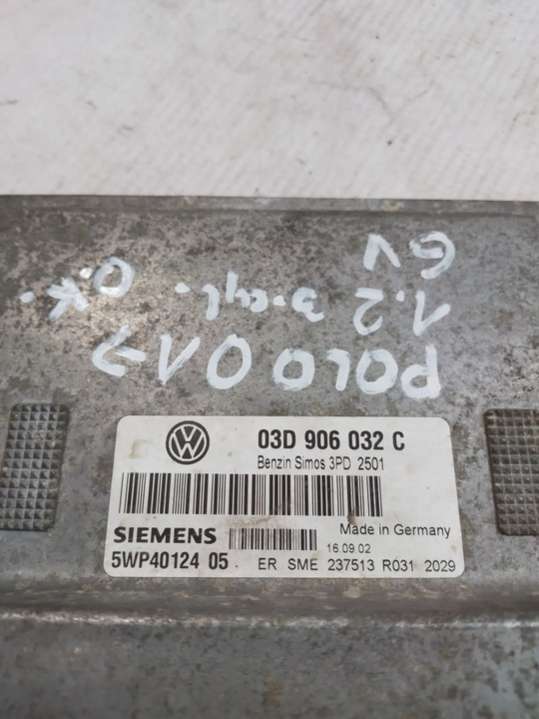 6V
1.2 3-cyl. O.K.
POLO 01>
VW
03D 906 032 C
Benzin Simos 3PD 2501
SIEMENS
Made in Germany
16.09.02
5WP40124 05 ER SME 237513 R031 2029